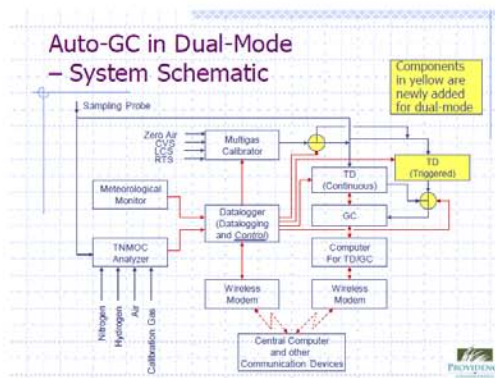 Auto-GC in Dual-Mode
– System Schematic
Components
in yellow are
newly added
for dual-mode
Sampling Probe
Zero Air
CVS
LCS
RTS
Multigas
Calibrator
TD
(Continuous)
TD
(Triggered)
Meteorological
Monitor
Datalogger
(Datalogging
and Control)
GC
TNMOC
Analyzer
Computer
For TD/GC
Wireless
Modem
Wireless
Modem
Nitrogen
Hydrogen
Air
Calibration Gas
Central Computer
and other
Communication Devices